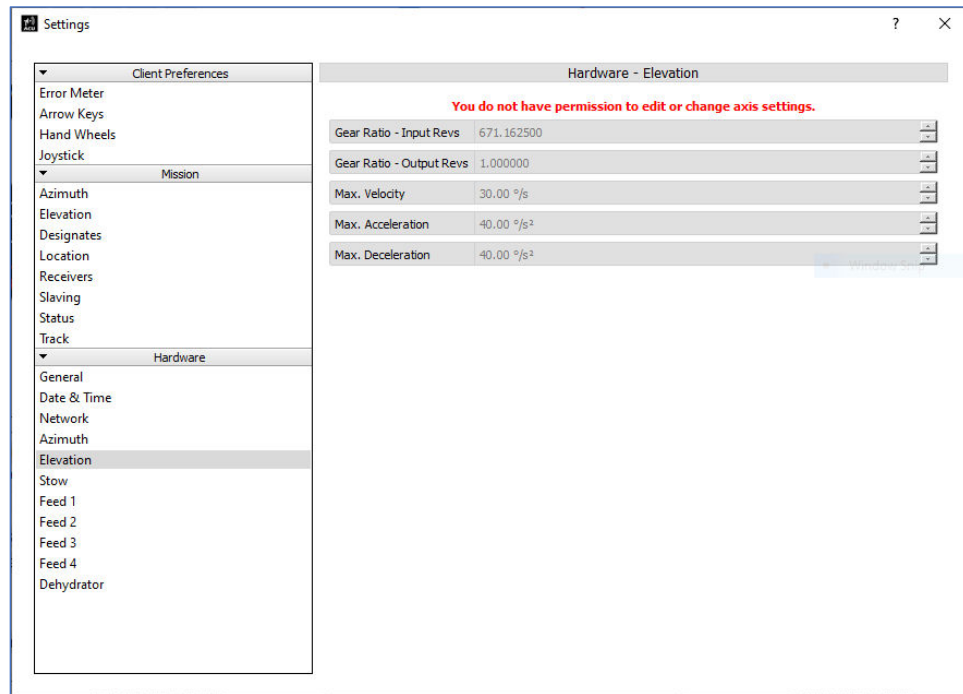 Settings
?
Client Preferences
Error Meter
Arrow Keys
Hand Wheels
Joystick
Mission
Azimuth
Elevation
Designates
Location
Receivers
Slaving
Status
Track
Hardware
General
Date & Time
Network
Azimuth
Elevation
Stow
Feed 1
Feed 2
Feed 3
Feed 4
Dehydrator
Hardware - Elevation
You do not have permission to edit or change axis settings.
Gear Ratio - Input Revs 671.162500
Gear Ratio - Output Revs 1.000000
Max. Velocity 30.00 °/s
Max. Acceleration 40.00 °/s²
Max. Deceleration 40.00 °/s²
Window Snip